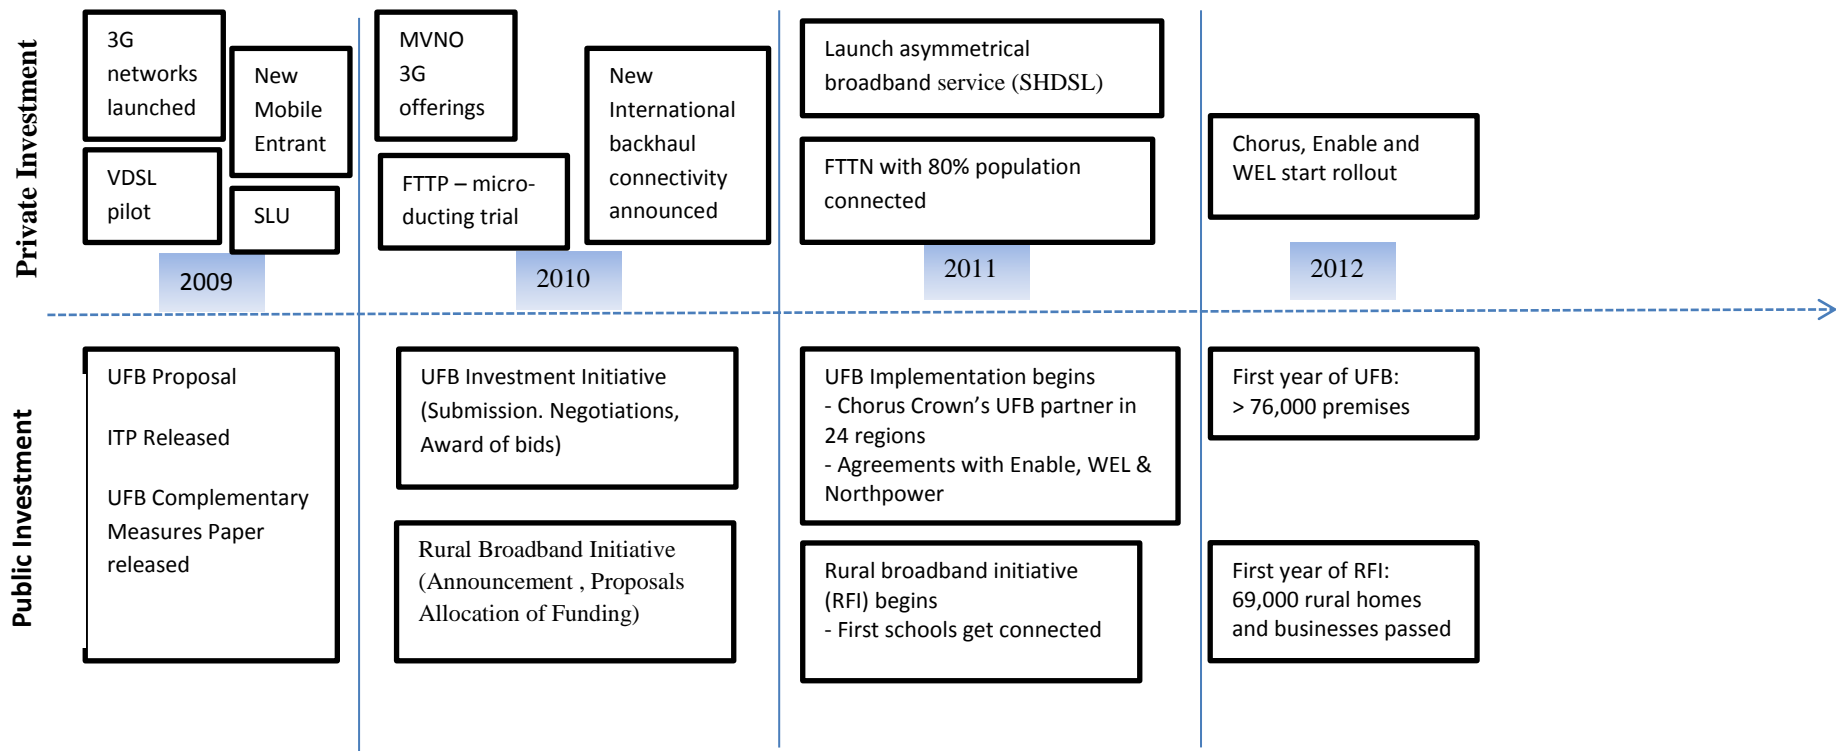 Private Investment
3G
networks
launched
New
Mobile
Entrant
VDSL
pilot
SLU
MVNO
3G
offerings
FTTP – micro-
ducting trial
New
International
backhaul
connectivity
announced
Launch asymmetrical
broadband service (SHDSL)
FTTN with 80% population
connected
Chorus, Enable and
WEL start rollout
2009
2010
2011
2012
Public Investment
UFB Proposal
ITP Released
UFB Complementary
Measures Paper
released
UFB Investment Initiative
(Submission. Negotiations,
Award of bids)
Rural Broadband Initiative
(Announcement , Proposals
Allocation of Funding)
UFB Implementation begins
- Chorus Crown’s UFB partner in
24 regions
- Agreements with Enable, WEL &
Northpower
Rural broadband initiative
(RFI) begins
- First schools get connected
First year of UFB:
> 76,000 premises
First year of RFI:
69,000 rural homes
and businesses passed